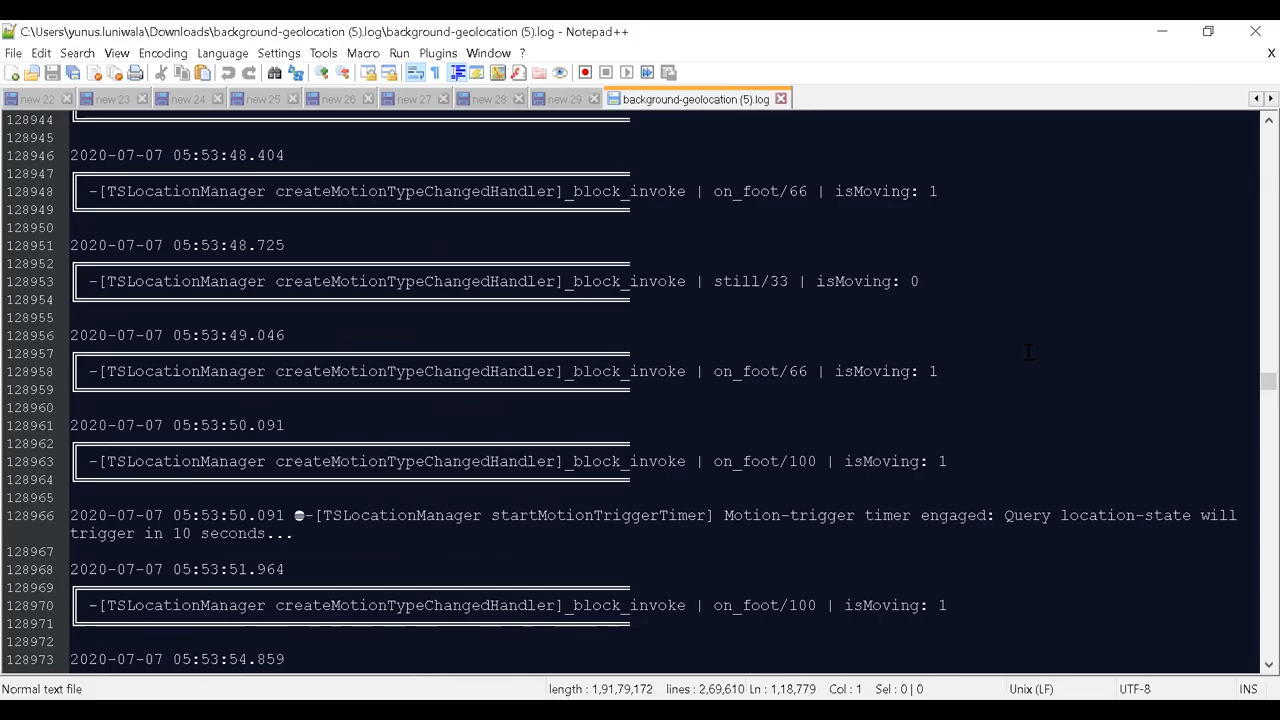 C:\Users\yunus.luniwala\Downloads\background-geolocation (5).log\background-geolocation (5).log - Notepad++
File Edit Search View Encoding Language Settings Tools Macro Run Plugins Window ? X
new 22 new 23 new 24 new 25 new 26 new 27 new 28 new 29 background-geolocation (5).log
128944
128945
128946 2020-07-07 05:53:48.404
128947
128948 -[TSLocationManager createMotionTypeChangedHandler]_block_invoke | on_foot/66 | isMoving: 1
128949
128950
128951 2020-07-07 05:53:48.725
128952
128953 -[TSLocationManager createMotionTypeChangedHandler]_block_invoke | still/33 | isMoving: 0
128954
128955
128956 2020-07-07 05:53:49.046
128957
128958 -[TSLocationManager createMotionTypeChangedHandler]_block_invoke | on_foot/66 | isMoving: 1
128959
128960
128961 2020-07-07 05:53:50.091
128962
128963 -[TSLocationManager createMotionTypeChangedHandler]_block_invoke | on_foot/100 | isMoving: 1
128964
128965
128966 2020-07-07 05:53:50.091 -[TSLocationManager startMotionTriggerTimer] Motion-trigger timer engaged: Query location-state will
trigger in 10 seconds...
128967
128968 2020-07-07 05:53:51.964
128969
128970 -[TSLocationManager createMotionTypeChangedHandler]_block_invoke | on_foot/100 | isMoving: 1
128971
128972
128973 2020-07-07 05:53:54.859
Normal text file length : 1,91,79,172 lines : 2,69,610 Ln : 1,18,779 Col : 1 Sel : 0 | 0 Unix (LF) UTF-8 INS